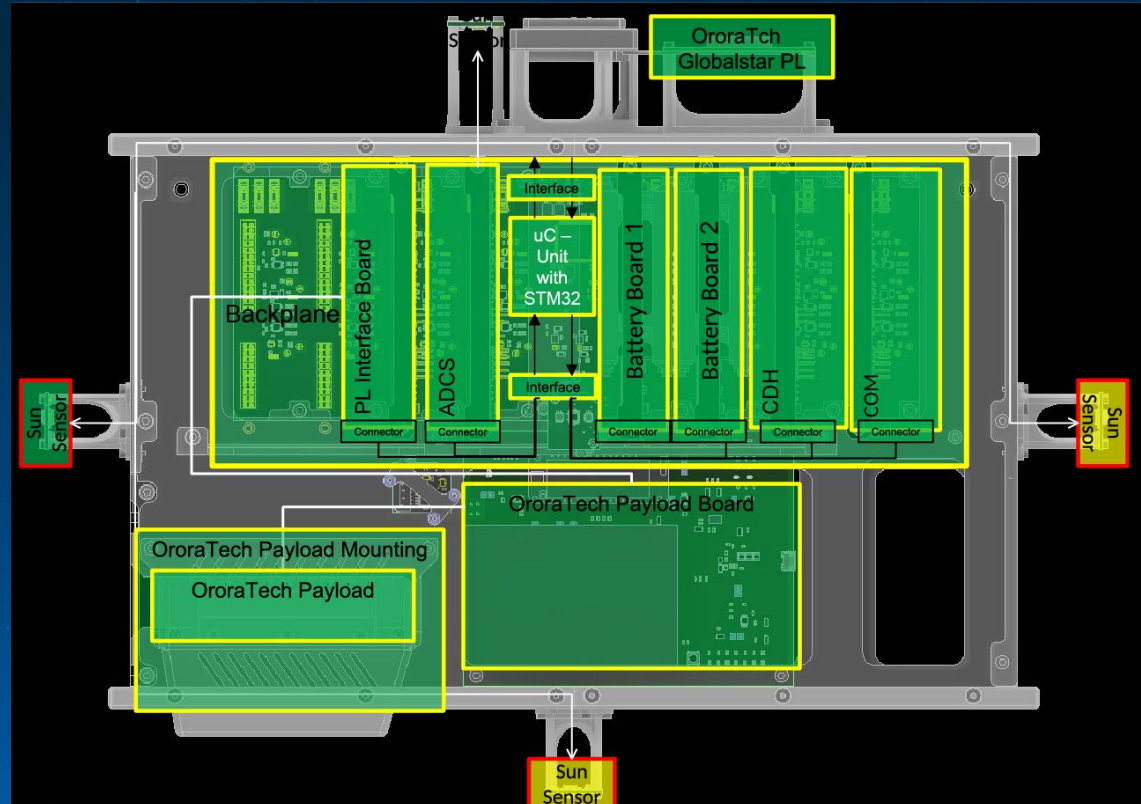 OroraTch
Globalstar PL
Interface
uC –
Unit
with
STM32
Interface
Backplane
PL Interface Board
ADCS
Battery Board 1
Battery Board 2
CDH
COM
Connector
Connector
Connector
Connector
Connector
Connector
Sun
Sensor
Sun
Sensor
OroraTech Payload Board
OroraTech Payload Mounting
OroraTech Payload
Sun
Sensor